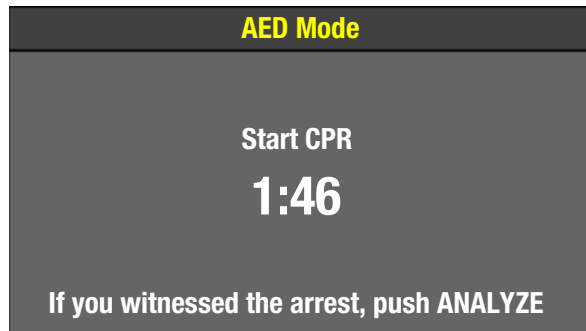 AED Mode
Start CPR
1:46
If you witnessed the arrest, push ANALYZE